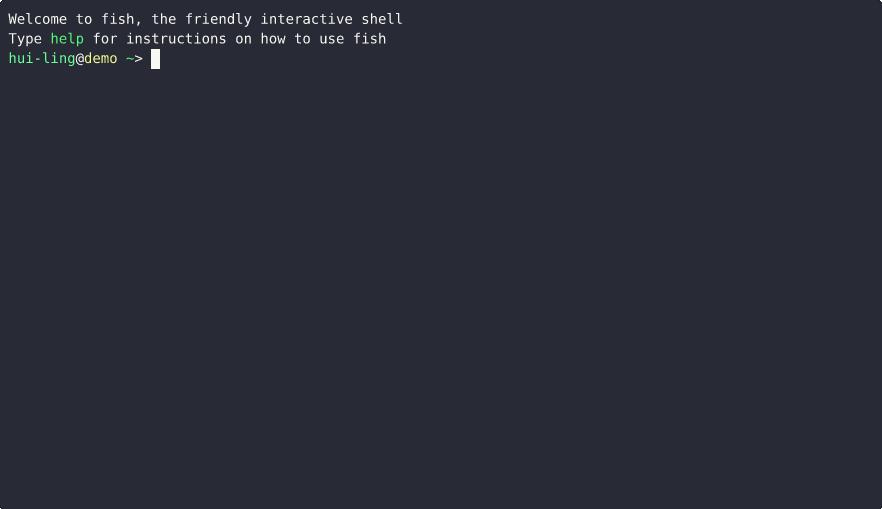 Welcome to fish, the friendly interactive shell
Type help for instructions on how to use fish
hui-ling@demo ~>